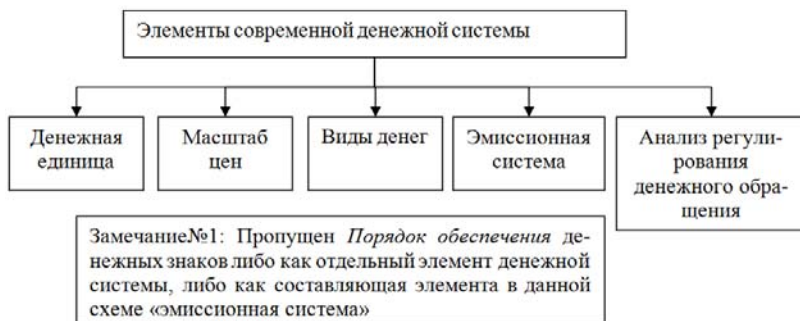 Элементы современной денежной системы
Денежная
единица
Масштаб
цен
Виды денег
Эмиссионная
система
Анализ регули-
рования
денежного обра-
щения
Замечание№1: Пропущен Порядок обеспечения де-
нежных знаков либо как отдельный элемент денежной
системы, либо как составляющая элемента в данной
схеме «эмиссионная система»